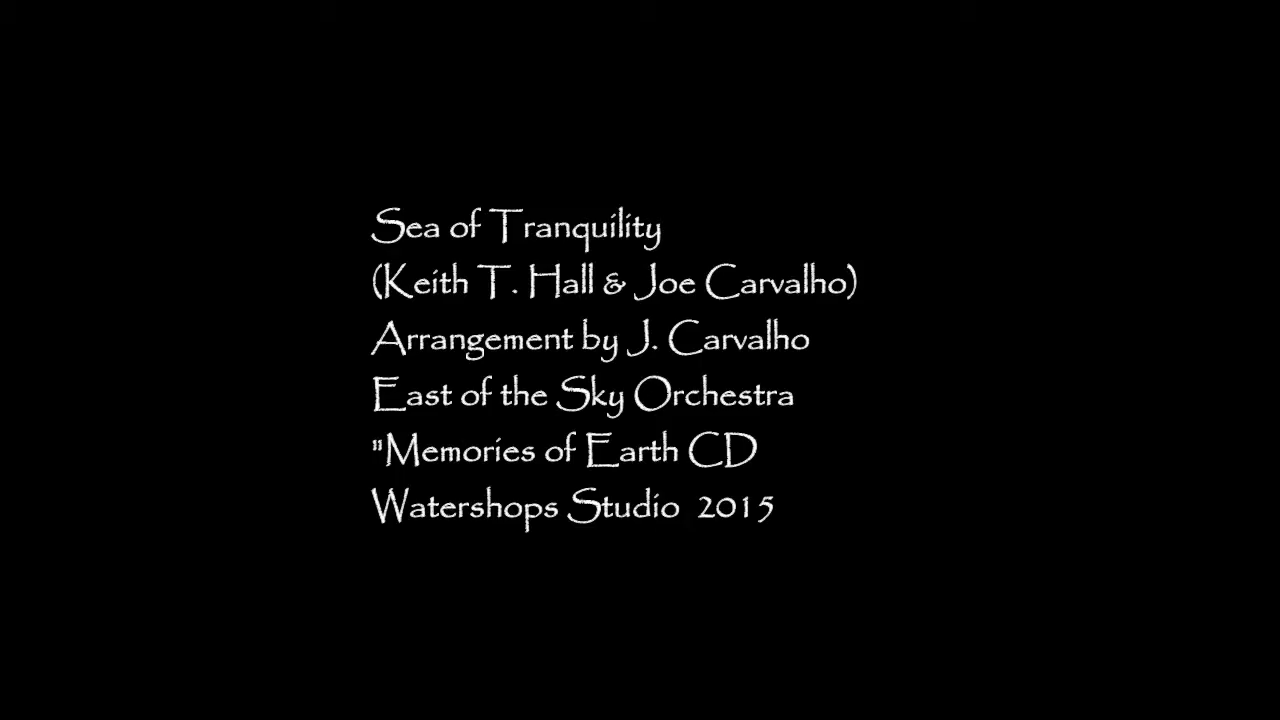 Sea of Tranquility
(Keith T. Hall & Joe Carvalho)
Arrangement by J. Carvalho
East of the Sky Orchestra
"Memories of Earth CD
Watershops Studio  2015